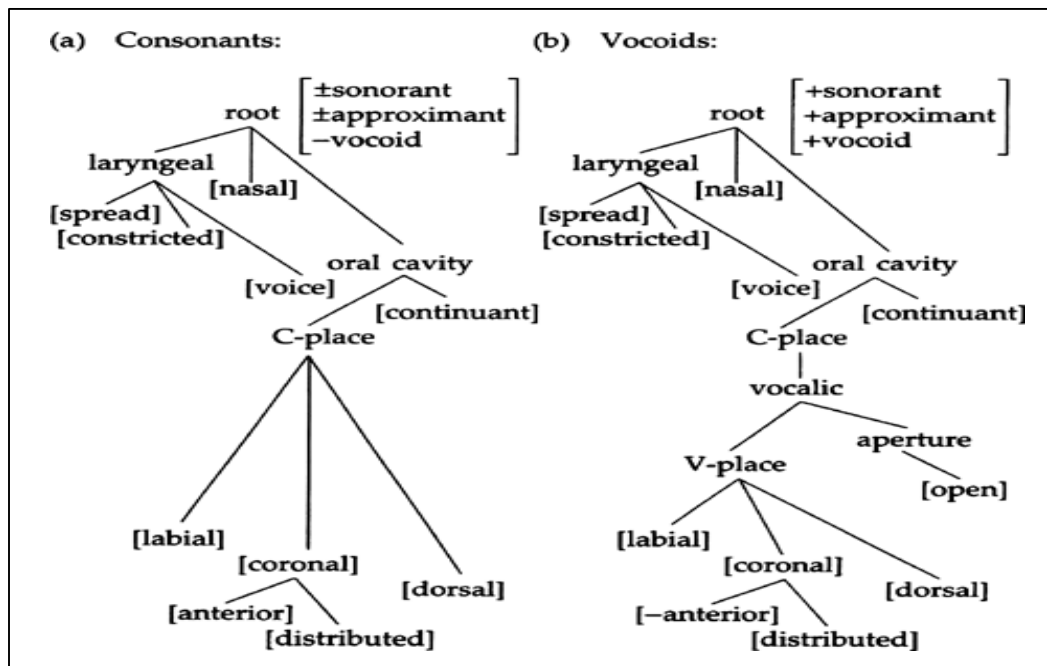 (a) Consonants:
root
±sonorant
±approximant
−vocoid
laryngeal
[nasal]
[spread]
[constricted]
oral cavity
[voice]
[continuant]
C-place
[labial]
[coronal]
[dorsal]
[anterior]
[distributed]
(b) Vocoids:
root
+sonorant
+approximant
+vocoid
laryngeal
[nasal]
[spread]
[constricted]
oral cavity
[voice]
[continuant]
C-place
vocalic
aperture
V-place
[open]
[labial]
[coronal]
[dorsal]
[−anterior]
[distributed]